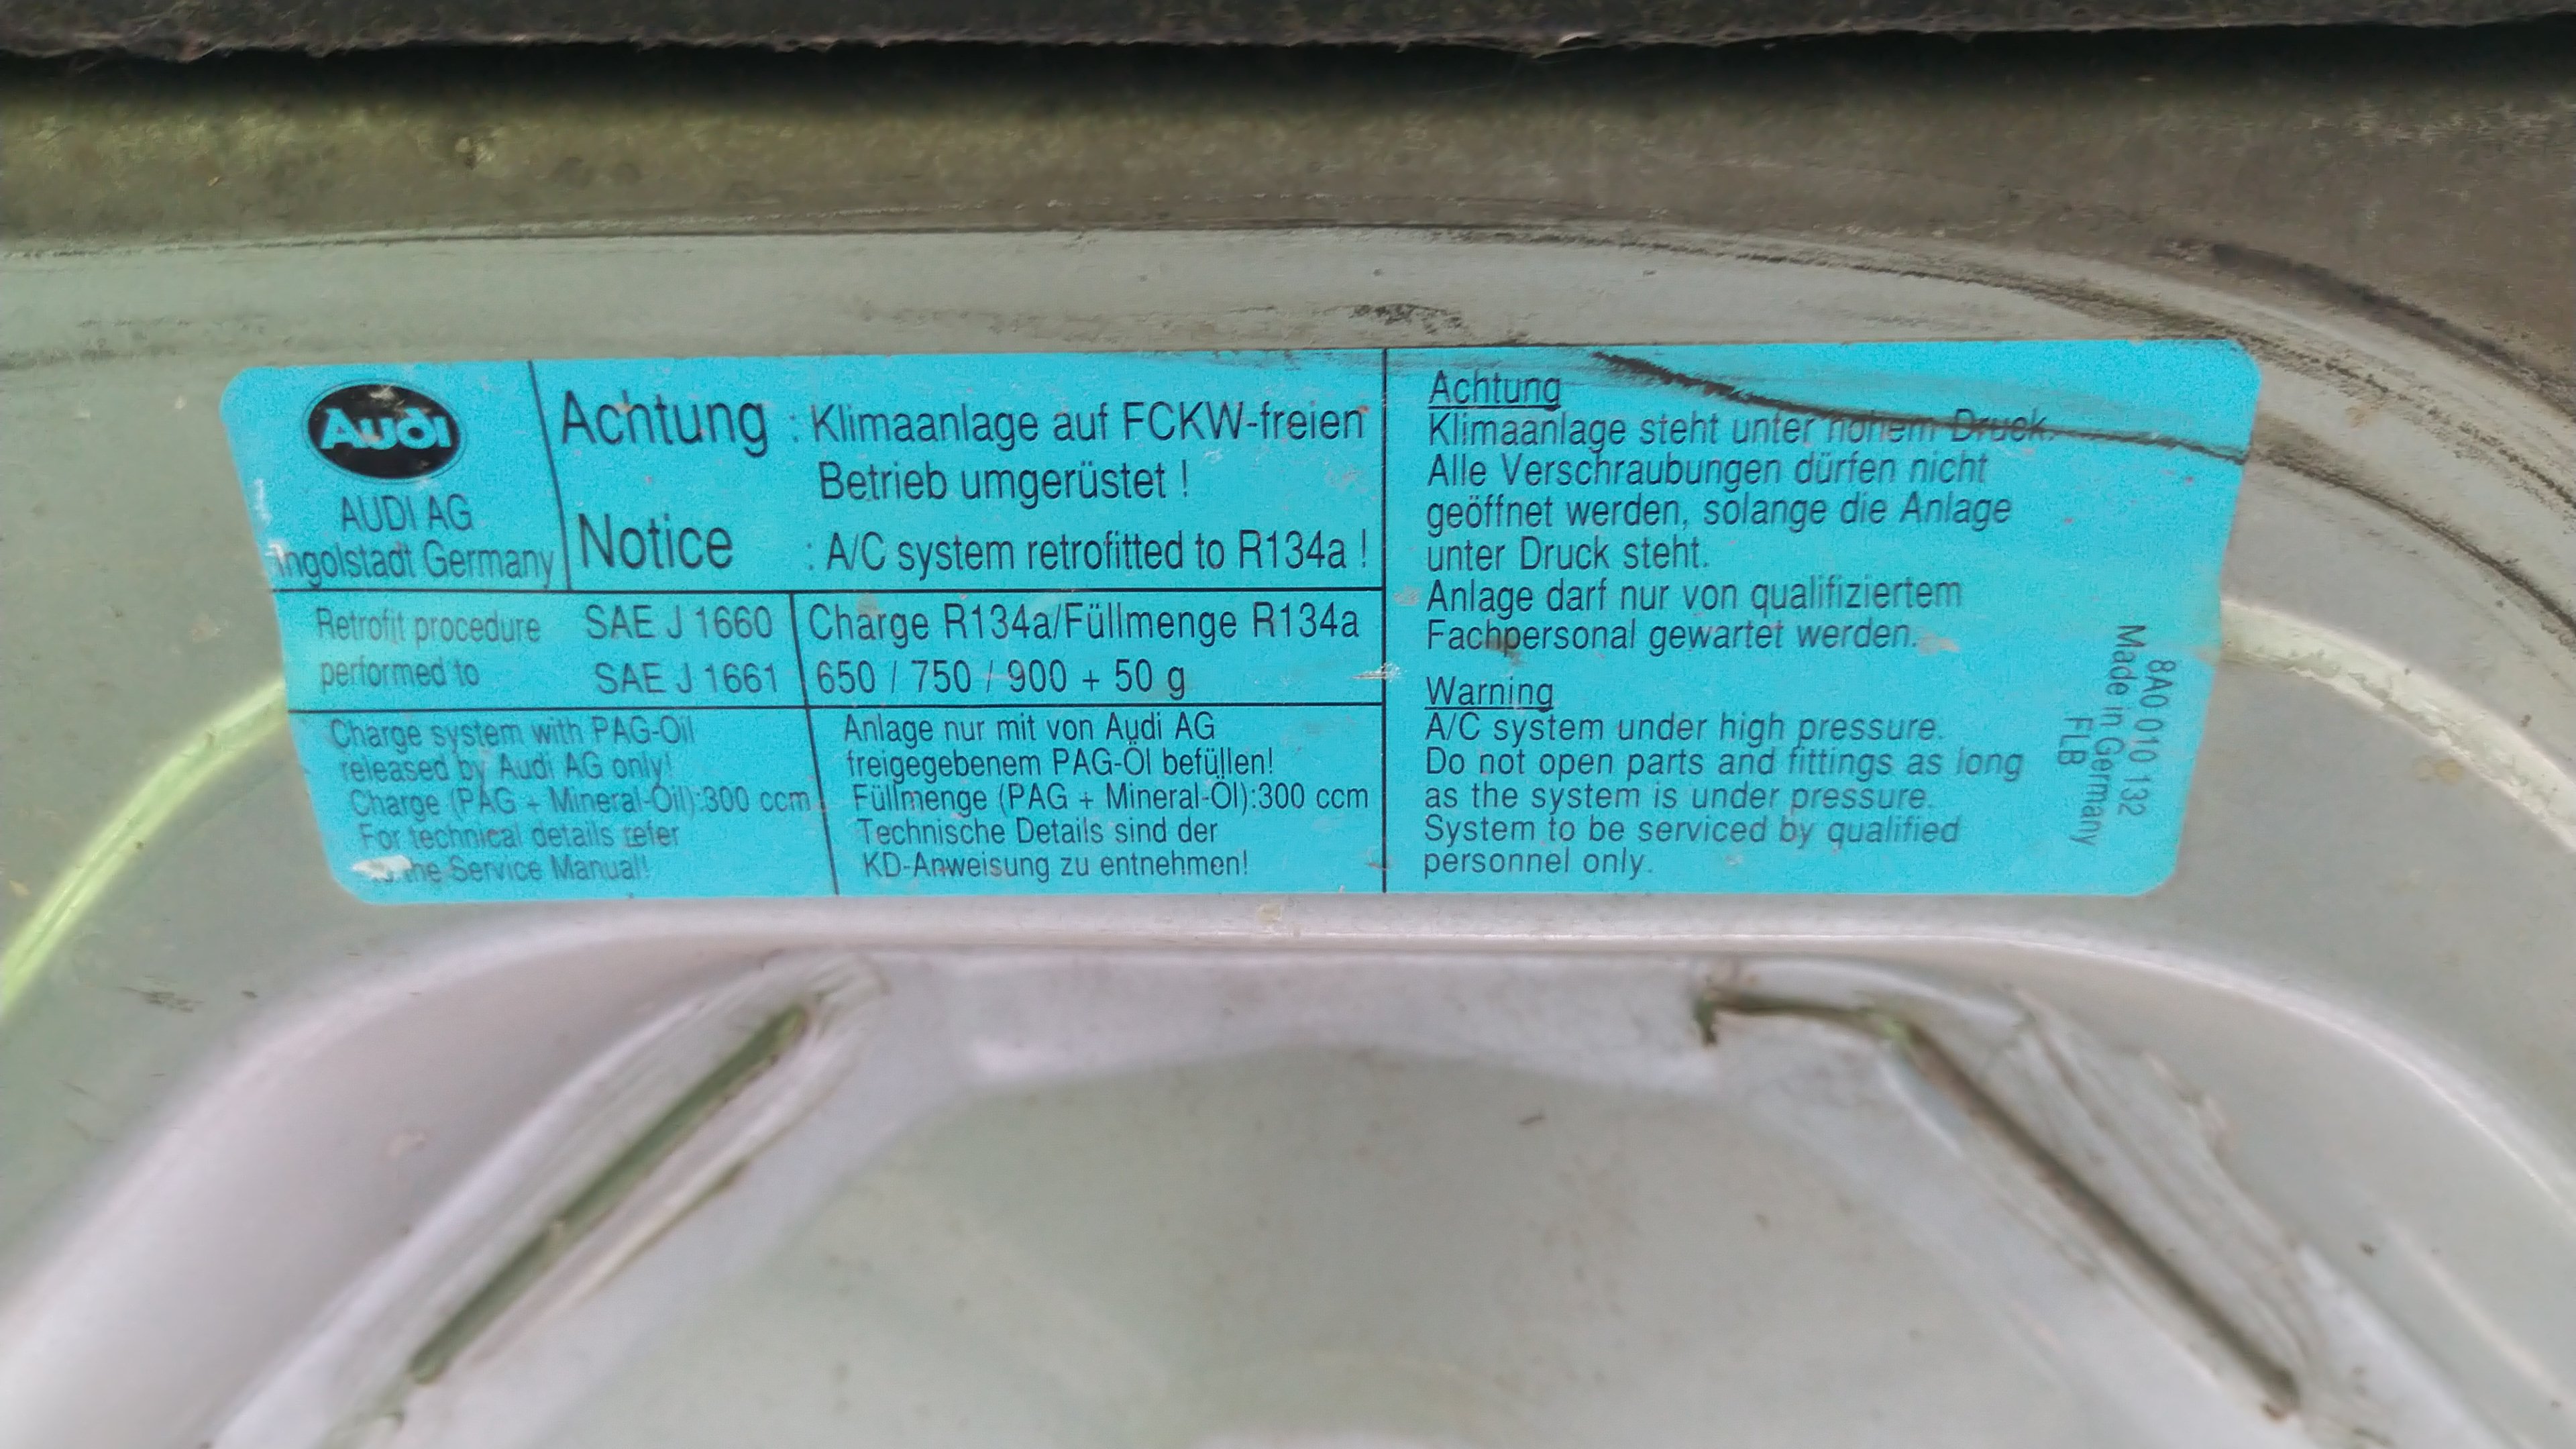 Audi
AUDI AG
Ingolstadt Germany
Achtung : Klimaanlage auf FCKW-freien
Betrieb umgerüstet !
Notice : A/C system retrofitted to R134a !
Retrofit procedure SAE J 1660
performed to SAE J 1661
Charge R134a/Füllmenge R134a
650 / 750 / 900 + 50 g
Charge system with PAG-Oil
released by Audi AG only!
Charge (PAG + Mineral-Oil):300 ccm
For technical details refer
the Service Manual!
Anlage nur mit von Audi AG
freigegebenem PAG-Öl befüllen!
Füllmenge (PAG + Mineral-Öl):300 ccm
Technische Details sind der
KD-Anweisung zu entnehmen!
Achtung
Klimaanlage steht unter hohem Druck.
Alle Verschraubungen dürfen nicht
geöffnet werden, solange die Anlage
unter Druck steht.
Anlage darf nur von qualifiziertem
Fachpersonal gewartet werden.
Warning
A/C system under high pressure.
Do not open parts and fittings as long
as the system is under pressure.
System to be serviced by qualified
personnel only.
8A0 010 132
Made in Germany
FLB